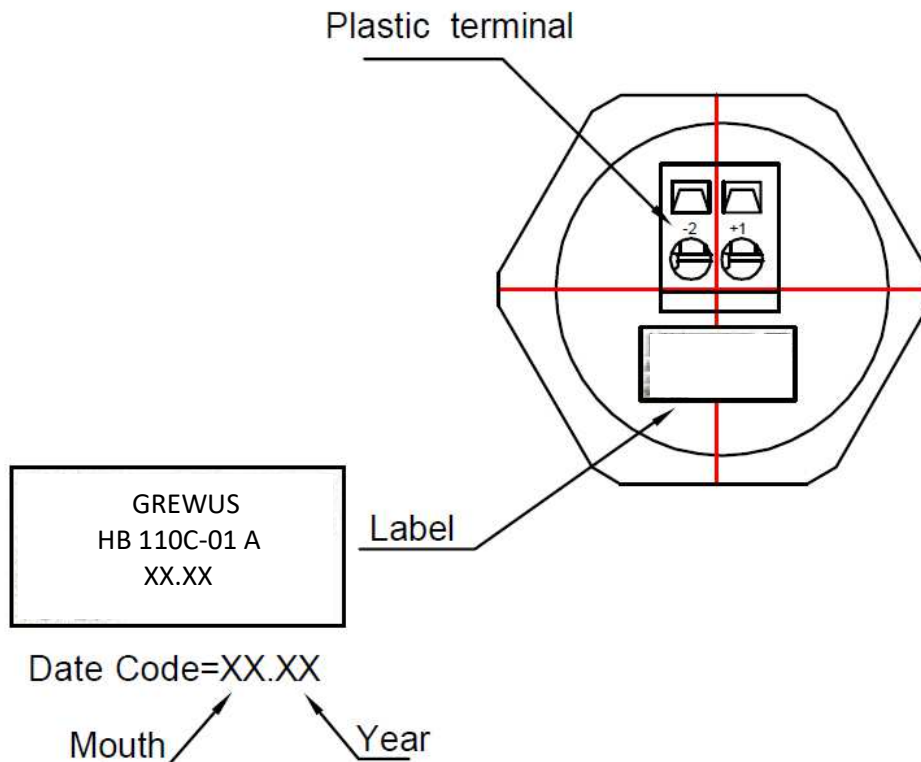 Plastic terminal
-2 +1
GREWUS
HB 110C-01 A
XX.XX
Label
Date Code=XX.XX
Mouth
Year